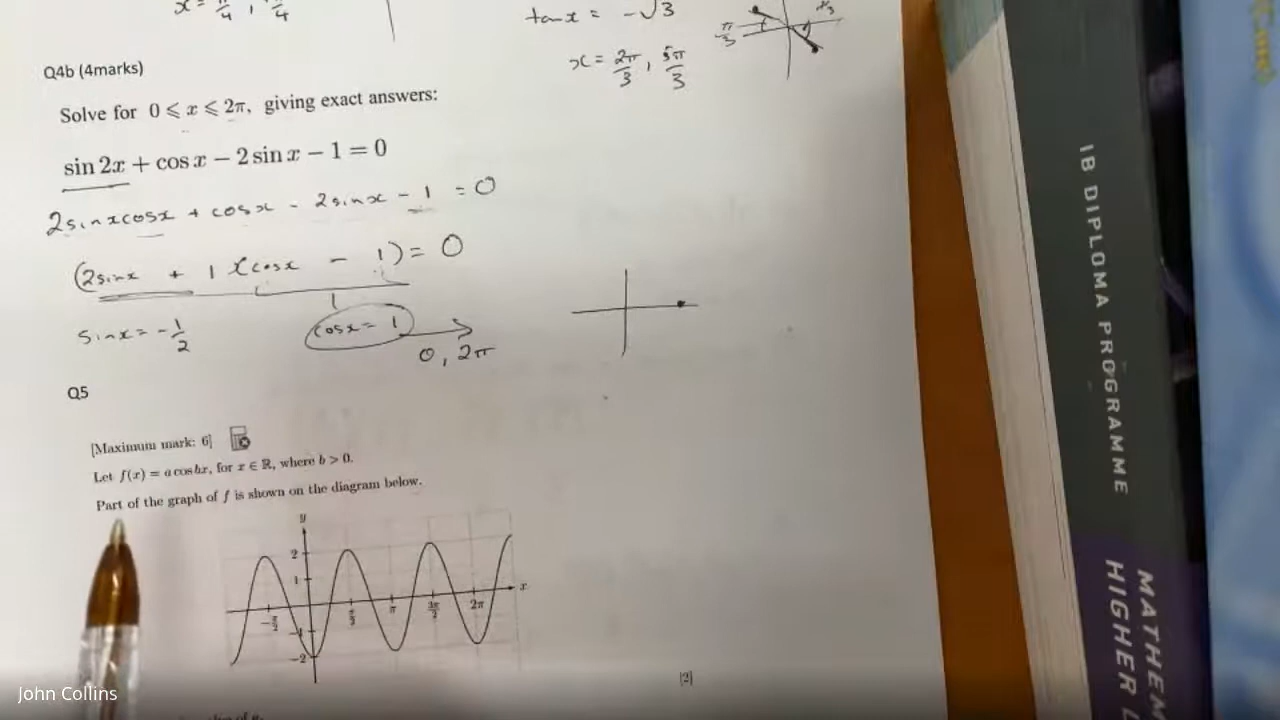 x = π/4 , /4
tan x = -√3
π/3
π/3
x = 2π/3 , 5π/3
Q4b (4marks)
Solve for 0 ⩽ x ⩽ 2π, giving exact answers:
sin 2x + cos x − 2 sin x − 1 = 0
2sinxcosx + cosx - 2sinx - 1 = 0
(2sinx + 1)(cosx - 1) = 0
sinx = -1/2
cosx = 1
0, 2π
Q5
[Maximum mark: 6]
Let f(x) = a cos bx, for x ∈ ℝ, where b > 0.
Part of the graph of f is shown on the diagram below.
y
2
1
x
−π/2
π/2
π
3π/2
2π
−1
−2
[2]
John Collins
IB DIPLOMA PROGRAMME
MATHEM
HIGHER L